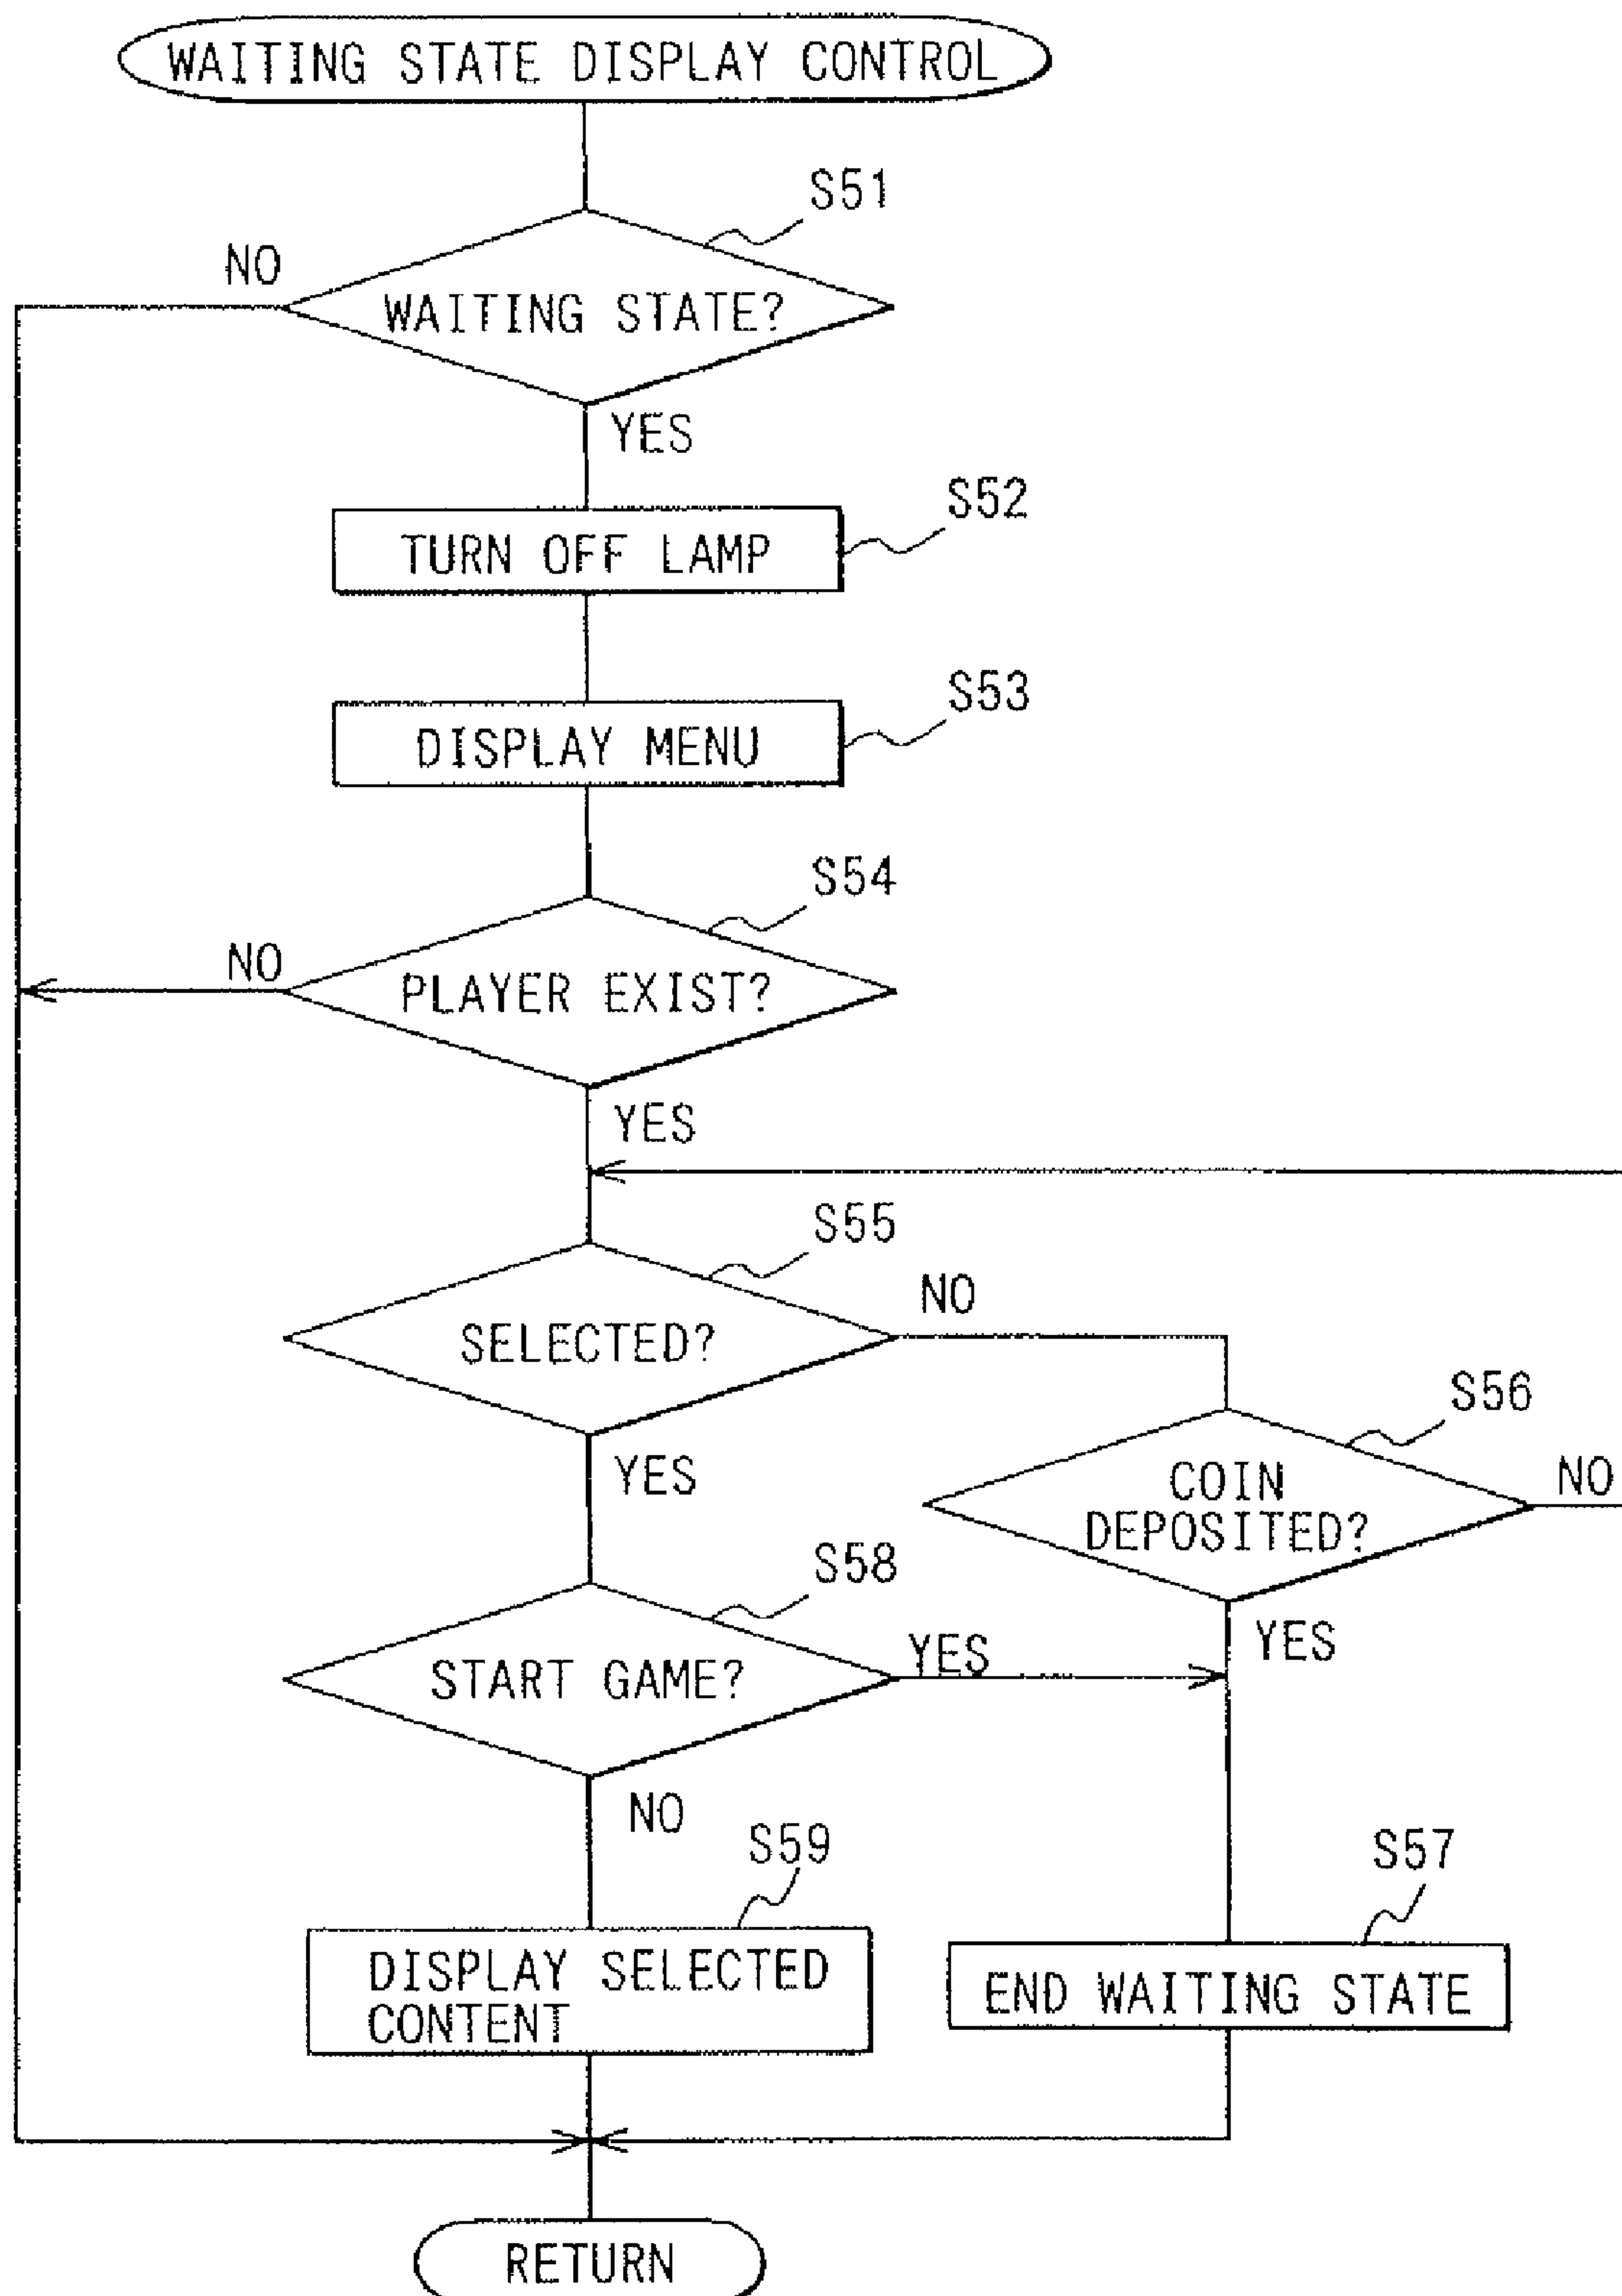 WAITING STATE DISPLAY CONTROL
S51
NO
WAITING STATE?
YES
S52
TURN OFF LAMP
S53
DISPLAY MENU
S54
NO
PLAYER EXIST?
YES
S55
NO
SELECTED?
S56
YES
COIN
NO
DEPOSITED?
S58
YES
YES
START GAME?
NO
S59
S57
DISPLAY SELECTED
CONTENT
END WAITING STATE
RETURN